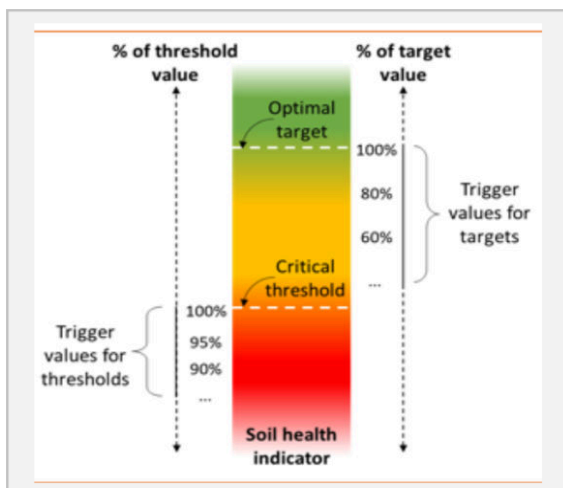 % of threshold
value
% of target
value
Optimal
target
100%
80%
60%
...
Trigger
values for
targets
Critical
threshold
100%
95%
90%
...
Trigger
values for
thresholds
Soil health
indicator